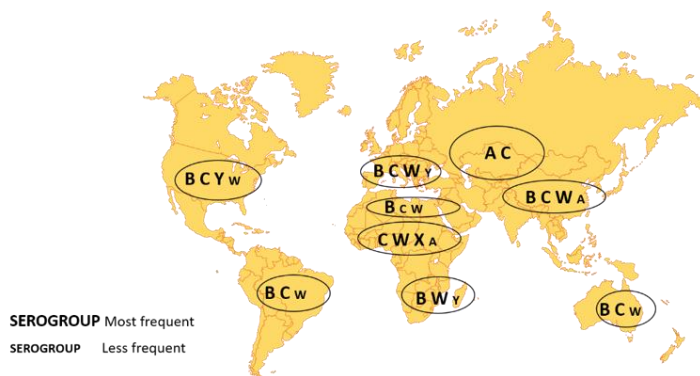 A C
B C W Y
B C Y W
B C W A
B C W
C W X A
B C W
B W Y
B C W
SEROGROUP Most frequent
SEROGROUP Less frequent